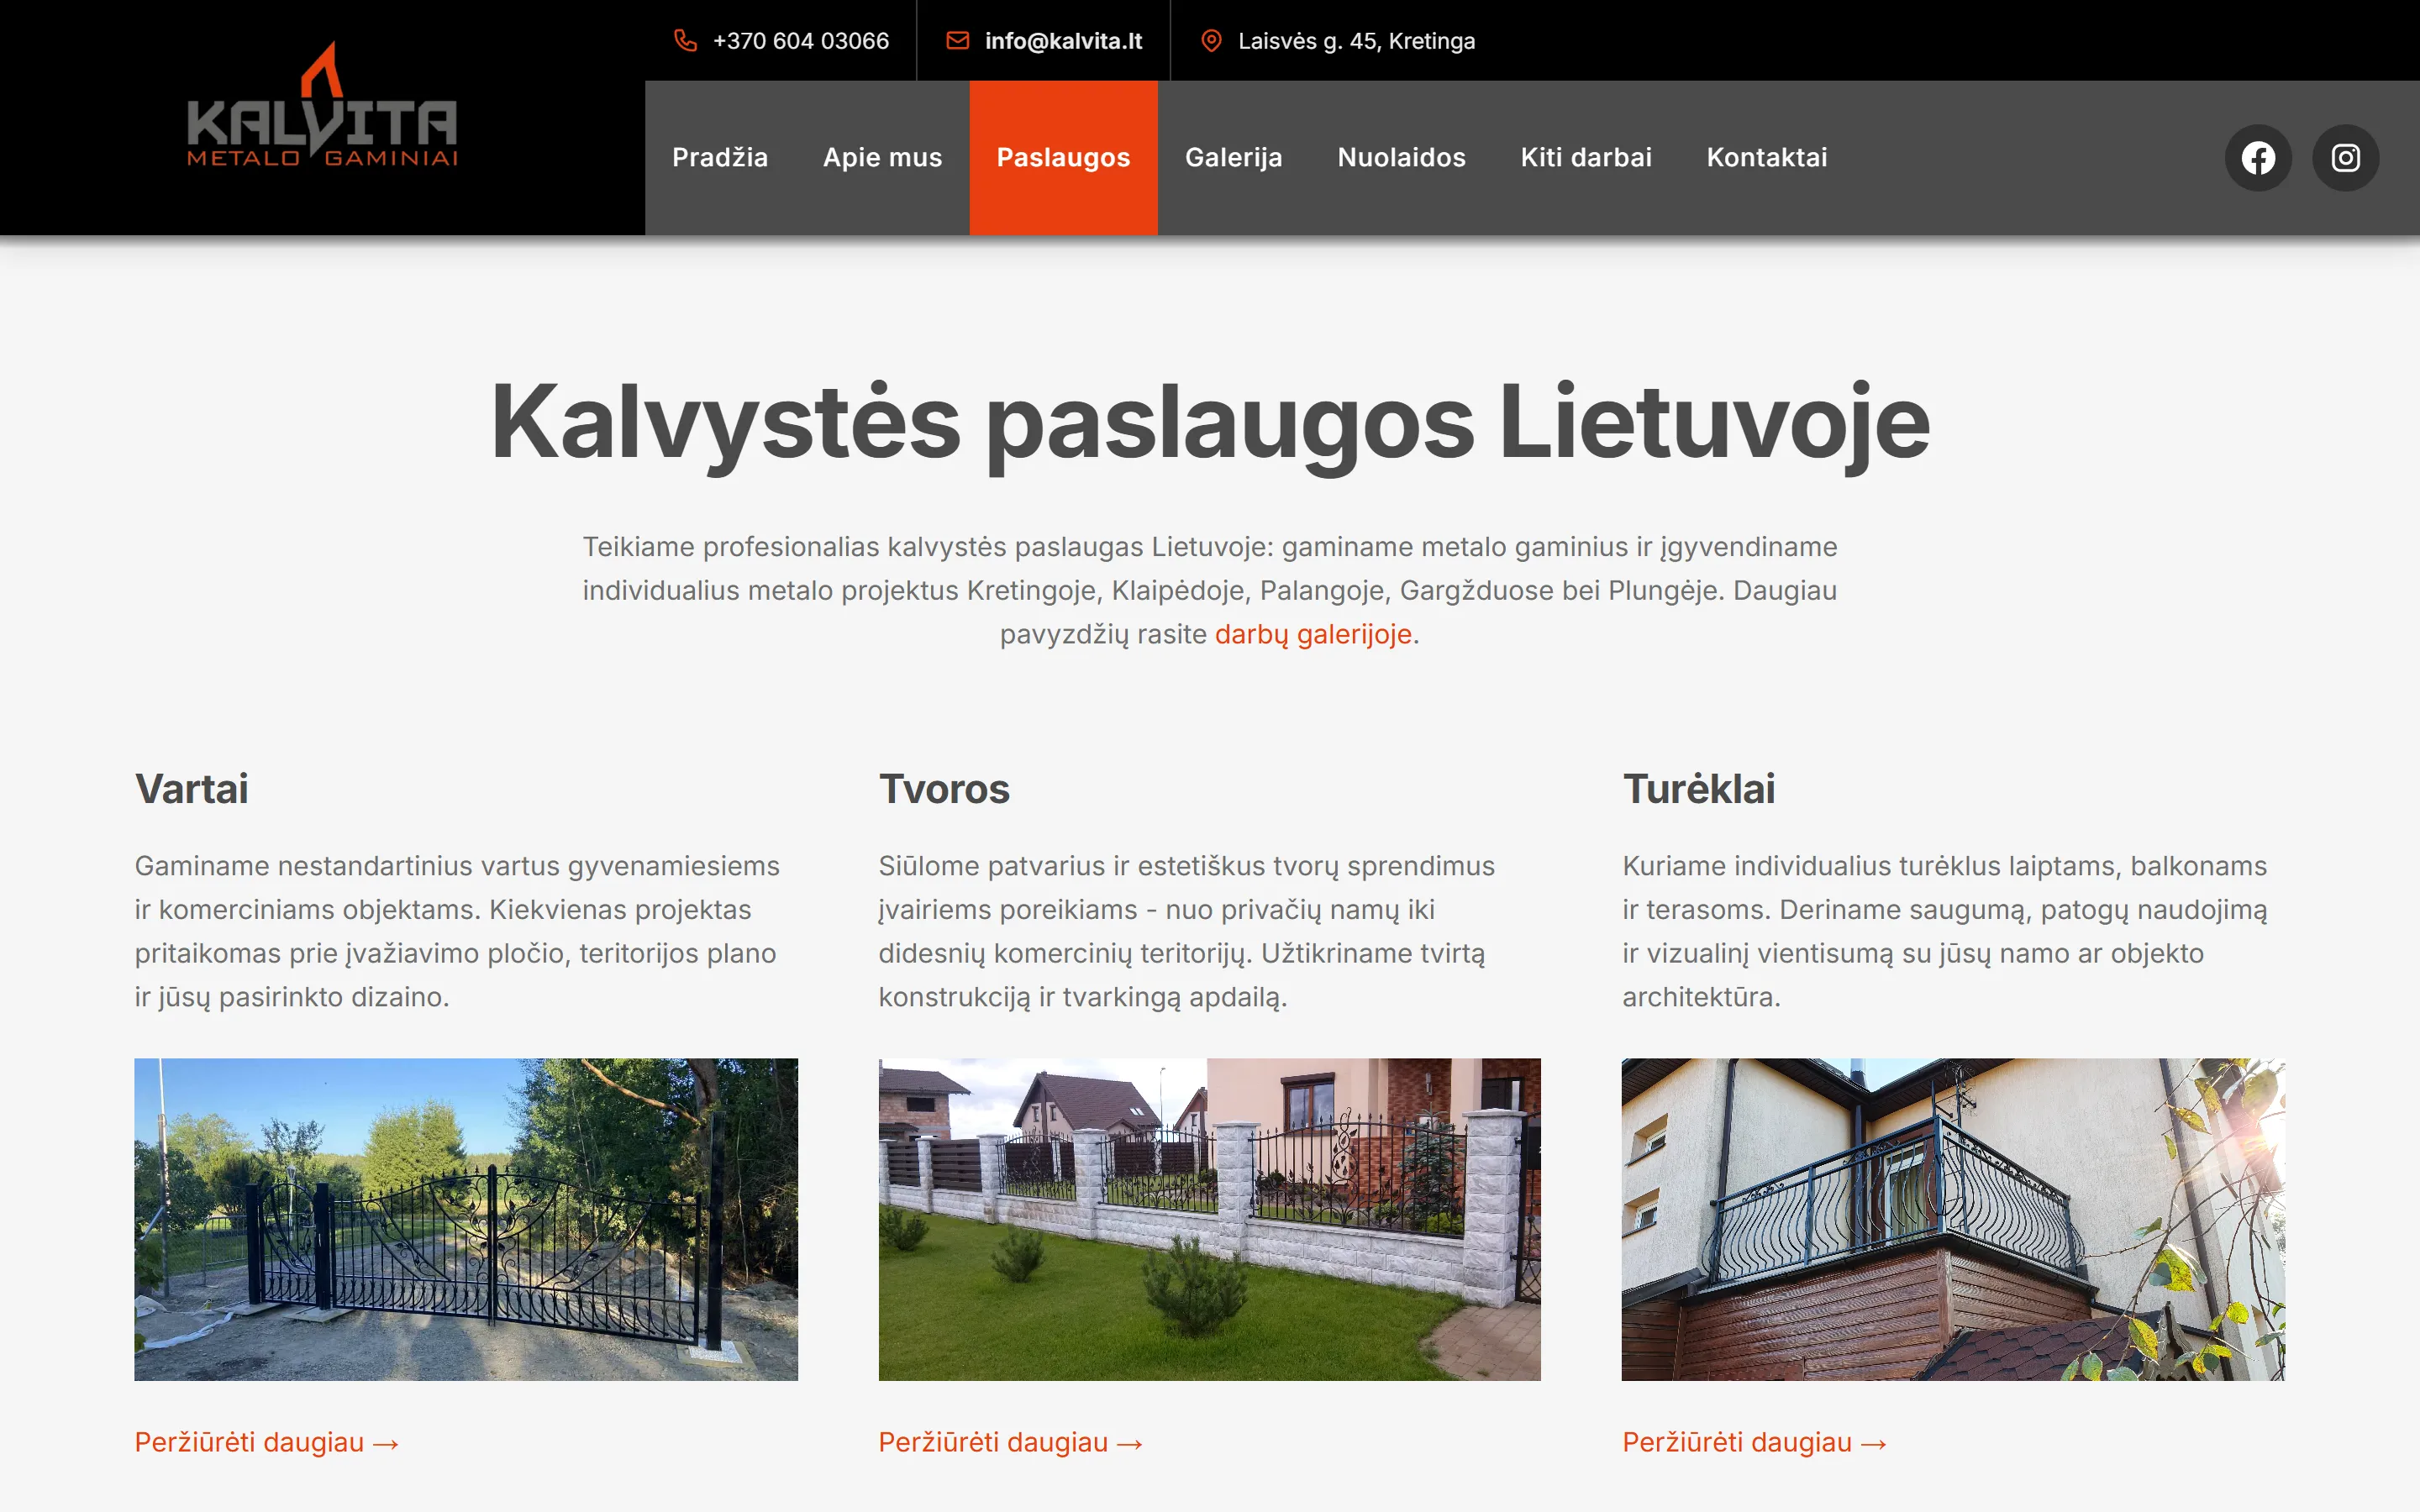 +370 604 03066
info@kalvita.lt
Laisvės g. 45, Kretinga
KALVITA
METALO GAMINIAI
Pradžia
Apie mus
Paslaugos
Galerija
Nuolaidos
Kiti darbai
Kontaktai
Kalvystės paslaugos Lietuvoje
Teikiame profesionalias kalvystės paslaugas Lietuvoje: gaminame metalo gaminius ir įgyvendiname
individualius metalo projektus Kretingoje, Klaipėdoje, Palangoje, Gargžduose bei Plungėje. Daugiau
pavyzdžių rasite darbų galerijoje.
Vartai
Gaminame nestandartinius vartus gyvenamiesiems
ir komerciniams objektams. Kiekvienas projektas
pritaikomas prie įvažiavimo pločio, teritorijos plano
ir jūsų pasirinkto dizaino.
Peržiūrėti daugiau →
Tvoros
Siūlome patvarius ir estetiškus tvorų sprendimus
įvairiems poreikiams - nuo privačių namų iki
didesnių komercinių teritorijų. Užtikriname tvirtą
konstrukciją ir tvarkingą apdailą.
Peržiūrėti daugiau →
Turėklai
Kuriame individualius turėklus laiptams, balkonams
ir terasoms. Deriname saugumą, patogų naudojimą
ir vizualinį vientisumą su jūsų namo ar objekto
architektūra.
Peržiūrėti daugiau →